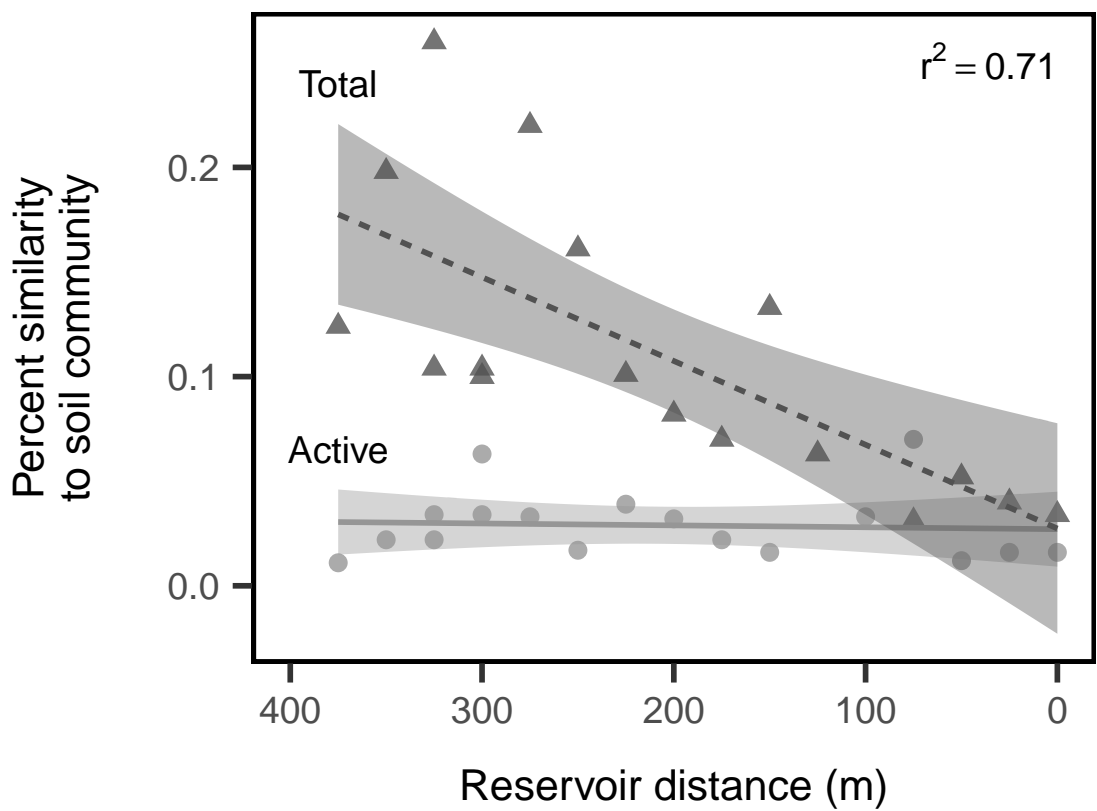 Total
r² = 0.71
Percent similarity
to soil community
0.2
0.1
0.0
Active
400 300 200 100 0
Reservoir distance (m)